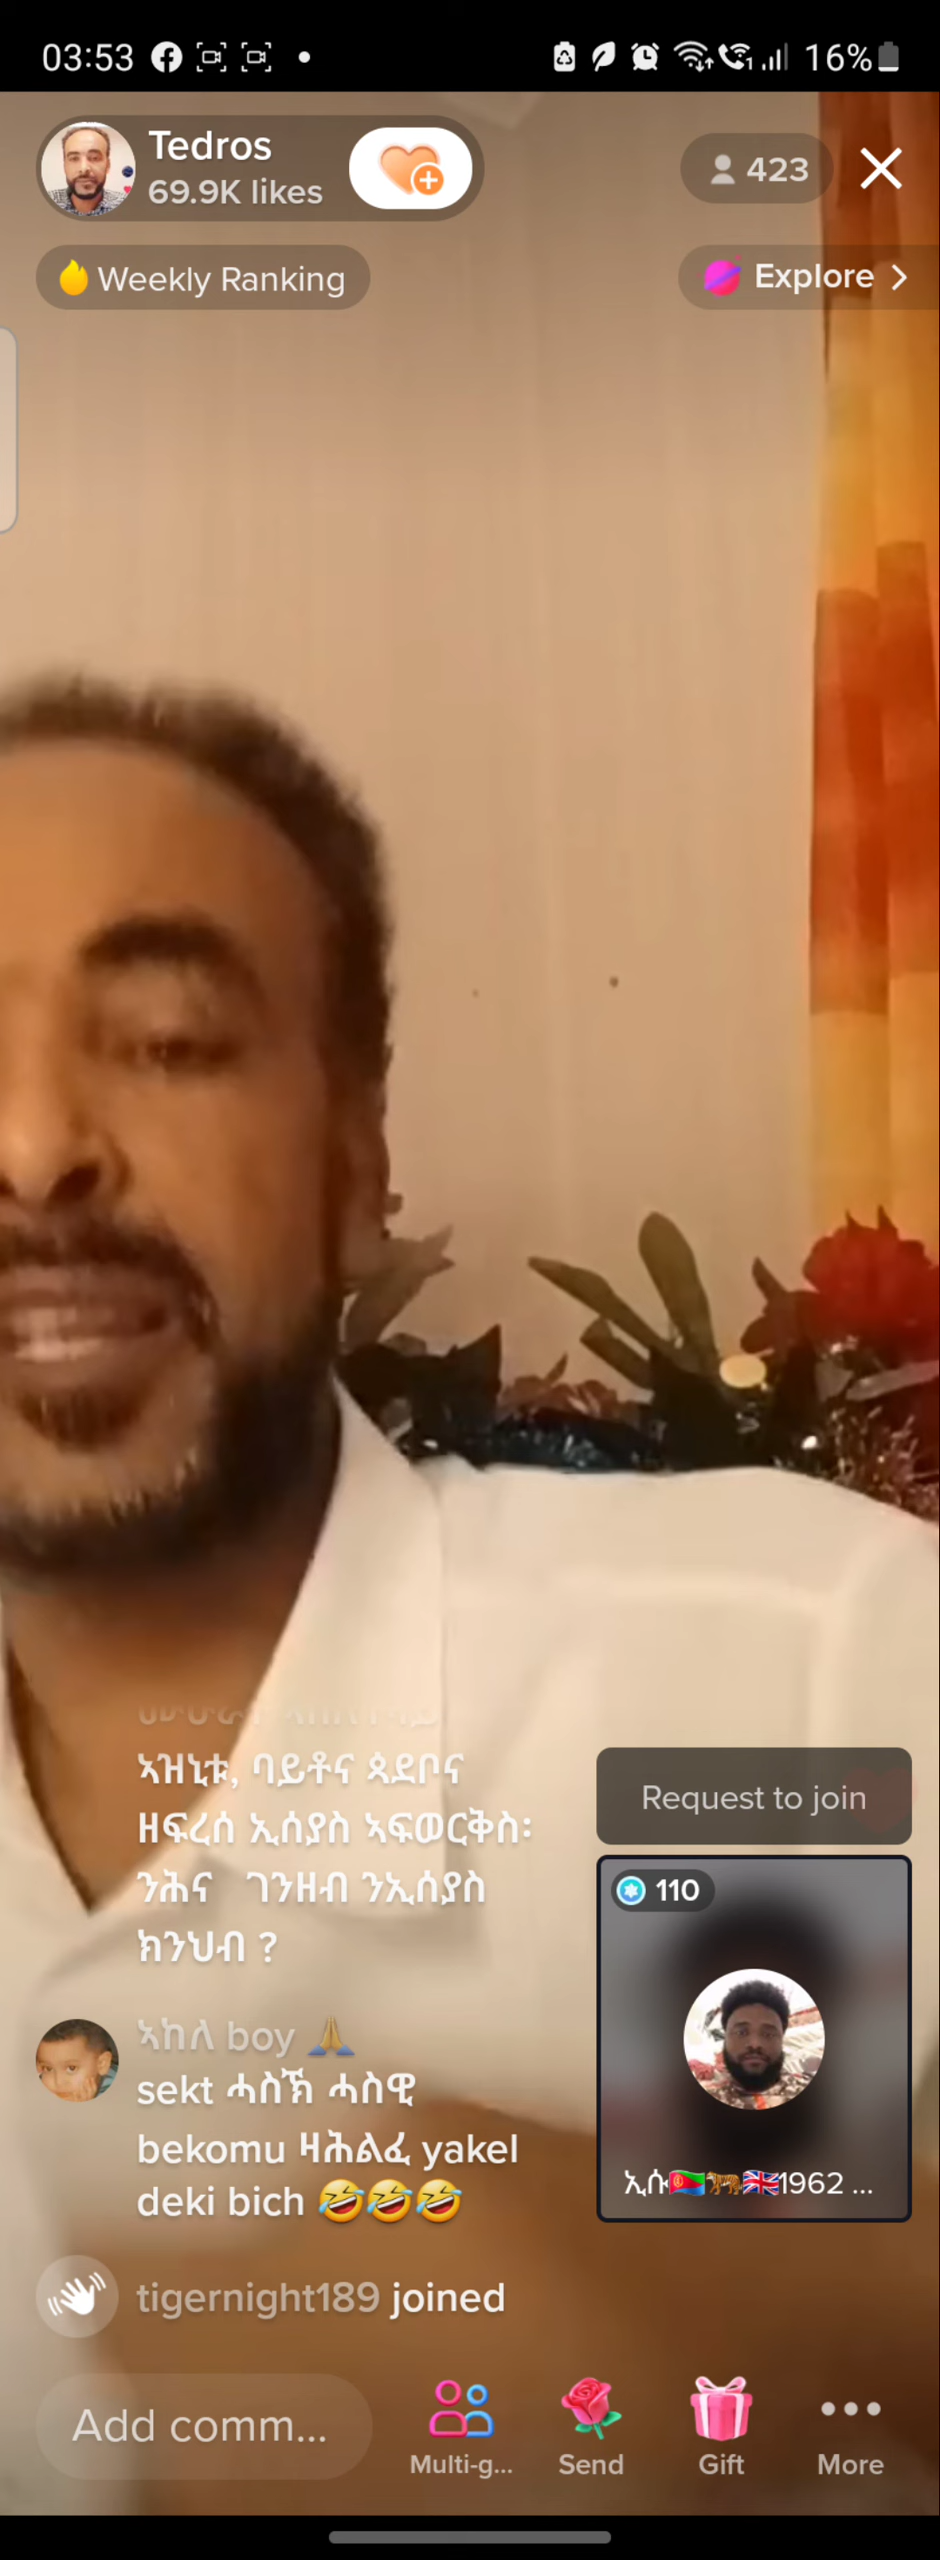 03:53
16%
Tedros
69.9K likes
423
Weekly Ranking
Explore
ኣዝኒቱ, ባይቶና ጳደቦና
ዘፍረሰ ኢሰያስ ኣፍወርቅስ፡
ንሕና ገንዘብ ንኢሰያስ
ክንህብ ?
Request to join
110
ኢሱ🇪🇷🐅🇬🇧1962 ...
ኣከለ boy 🙏
sekt ሓስኽ ሓስዊ
bekomu ዛሕልፈ yakel
deki bich 🤣🤣🤣
tigernight189 joined
Add comm...
Multi-g...
Send
Gift
More